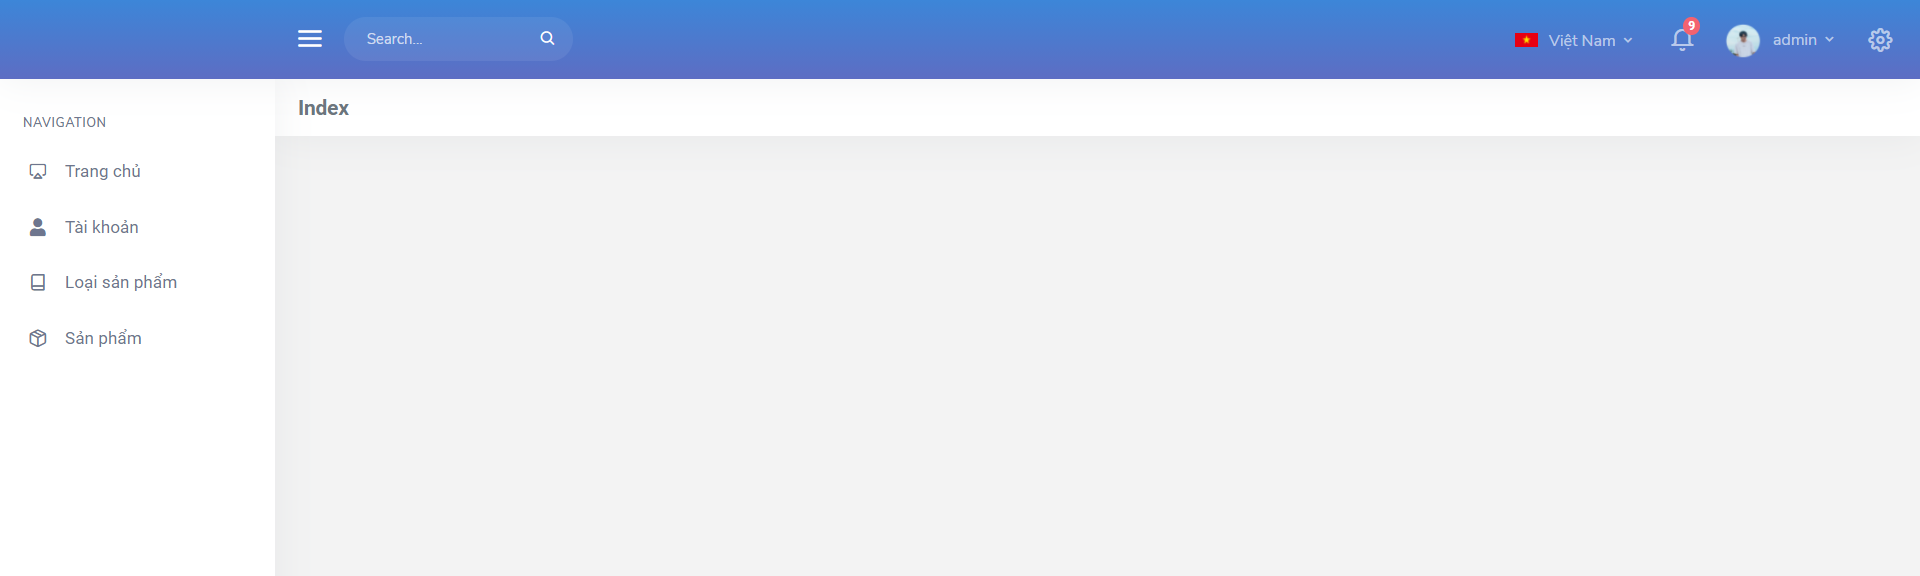 Search...
Việt Nam
9
admin
Index
NAVIGATION
Trang chủ
Tài khoản
Loại sản phẩm
Sản phẩm